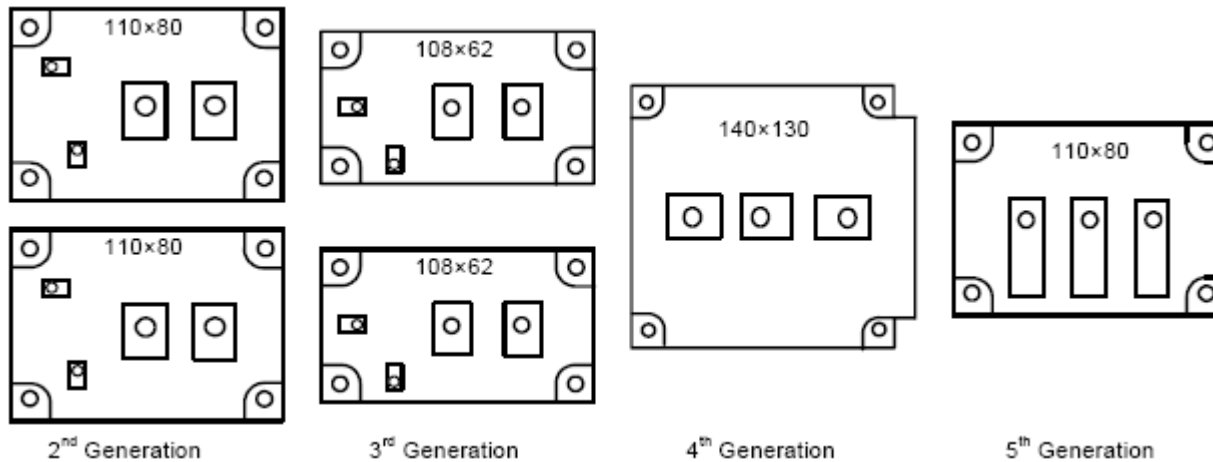 110×80
108×62
140×130
110×80
110×80
108×62
2nd Generation
3rd Generation
4th Generation
5th Generation